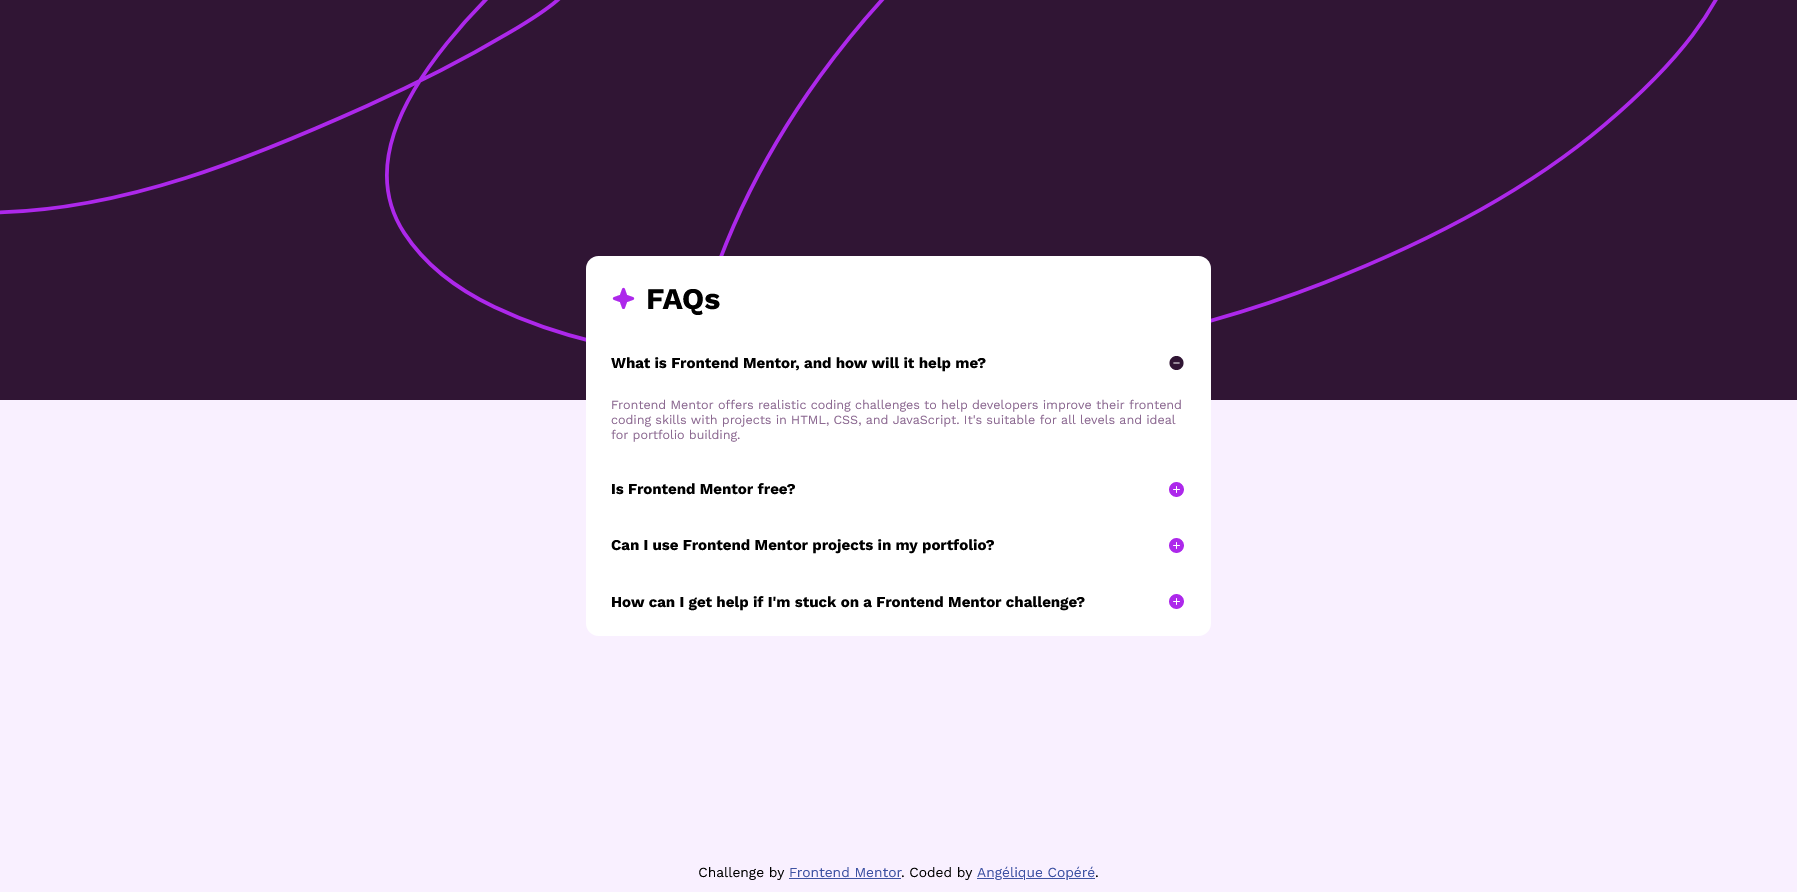 FAQs
What is Frontend Mentor, and how will it help me?
Frontend Mentor offers realistic coding challenges to help developers improve their frontend
coding skills with projects in HTML, CSS, and JavaScript. It's suitable for all levels and ideal
for portfolio building.
Is Frontend Mentor free?
Can I use Frontend Mentor projects in my portfolio?
How can I get help if I'm stuck on a Frontend Mentor challenge?
Challenge by Frontend Mentor. Coded by Angélique Copéré.